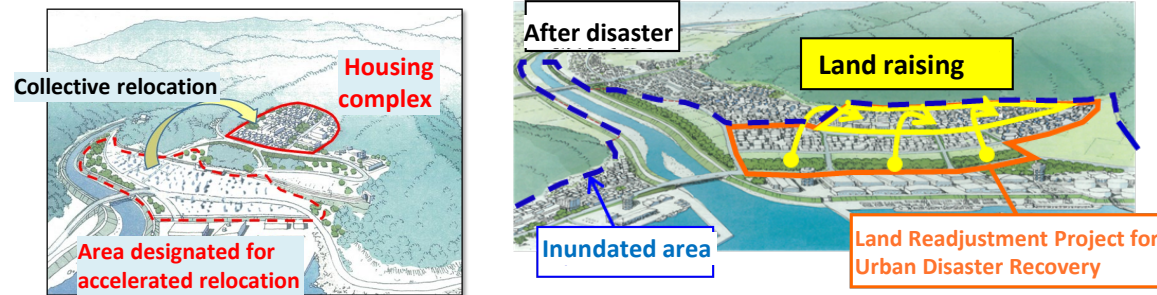 Collective relocation
Housing
complex
Area designated for
accelerated relocation
After disaster
Land raising
Inundated area
Land Readjustment Project for
Urban Disaster Recovery